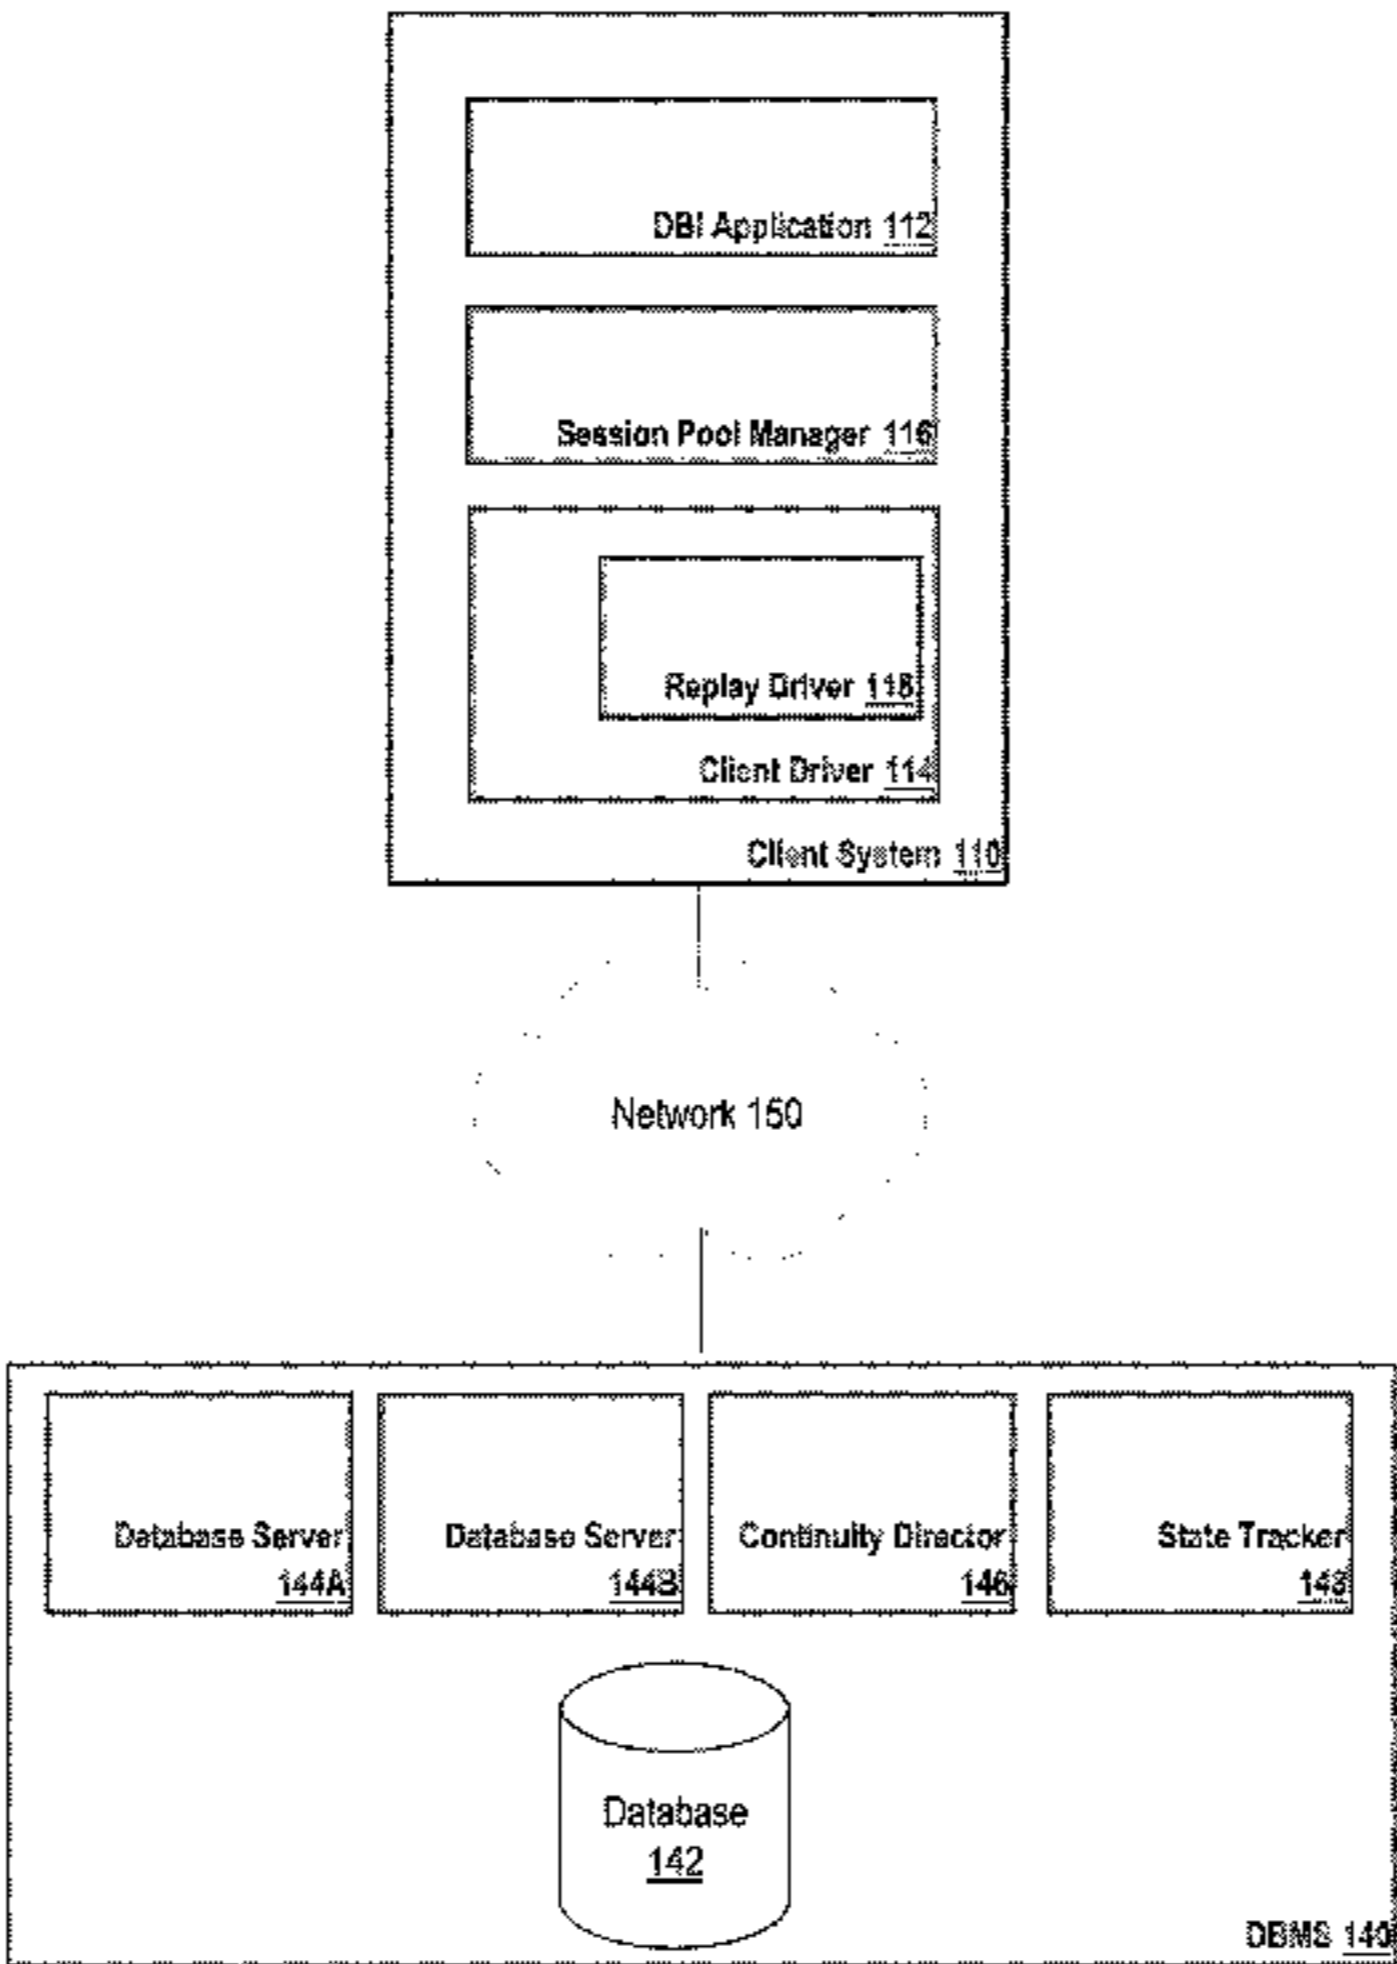 DBI Application 112
Session Pool Manager 116
Replay Driver 118
Client Driver 114
Client System 110
Network 150
Database Server
144A
Database Server
144B
Continuity Director
146
State Tracker
148
Database
142
DBMS 140